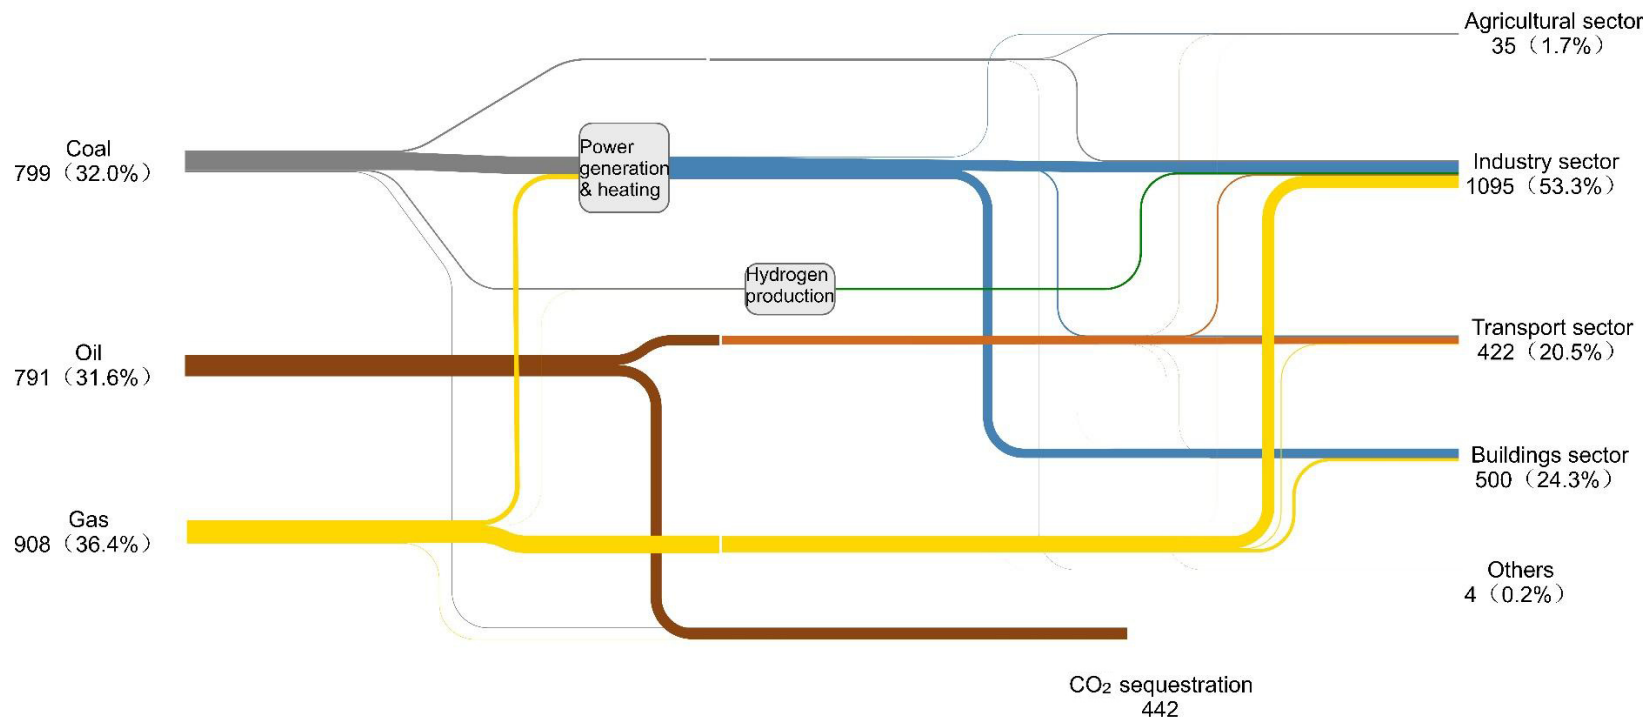 Agricultural sector
35（1.7%）
Coal
799（32.0%）
Power
generation
& heating
Industry sector
1095（53.3%）
Hydrogen
production
Oil
791（31.6%）
Transport sector
422（20.5%）
Buildings sector
500（24.3%）
Gas
908（36.4%）
Others
4（0.2%）
CO₂ sequestration
442